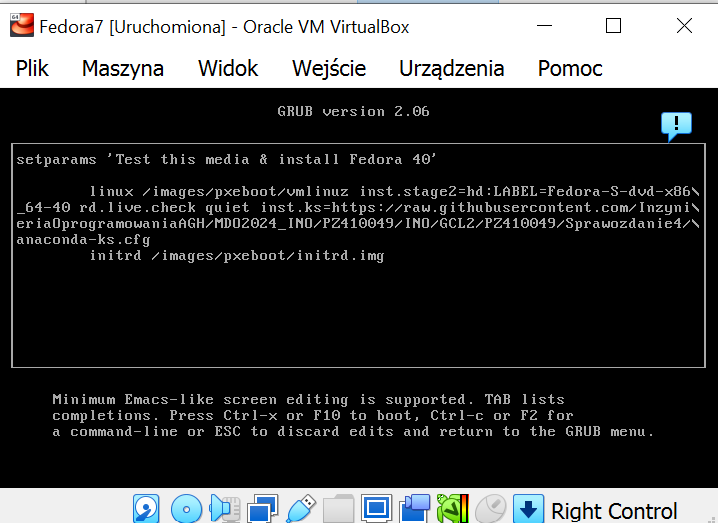 Fedora7 [Uruchomiona] - Oracle VM VirtualBox
Plik Maszyna Widok Wejście Urządzenia Pomoc
GRUB version 2.06
setparams 'Test this media & install Fedora 40'
linux /images/pxeboot/vmlinuz inst.stage2=hd:LABEL=Fedora-S-dvd-x86\
_64-40 rd.live.check quiet inst.ks=https://raw.githubusercontent.com/Inzyni\
eriaOprogramowaniaAGH/MDO2024_INO/PZ410049/INO/GCL2/PZ410049/Sprawozdanie4/\
anaconda-ks.cfg
initrd /images/pxeboot/initrd.img
Minimum Emacs-like screen editing is supported. TAB lists
completions. Press Ctrl-x or F10 to boot, Ctrl-c or F2 for
a command-line or ESC to discard edits and return to the GRUB menu.
Right Control